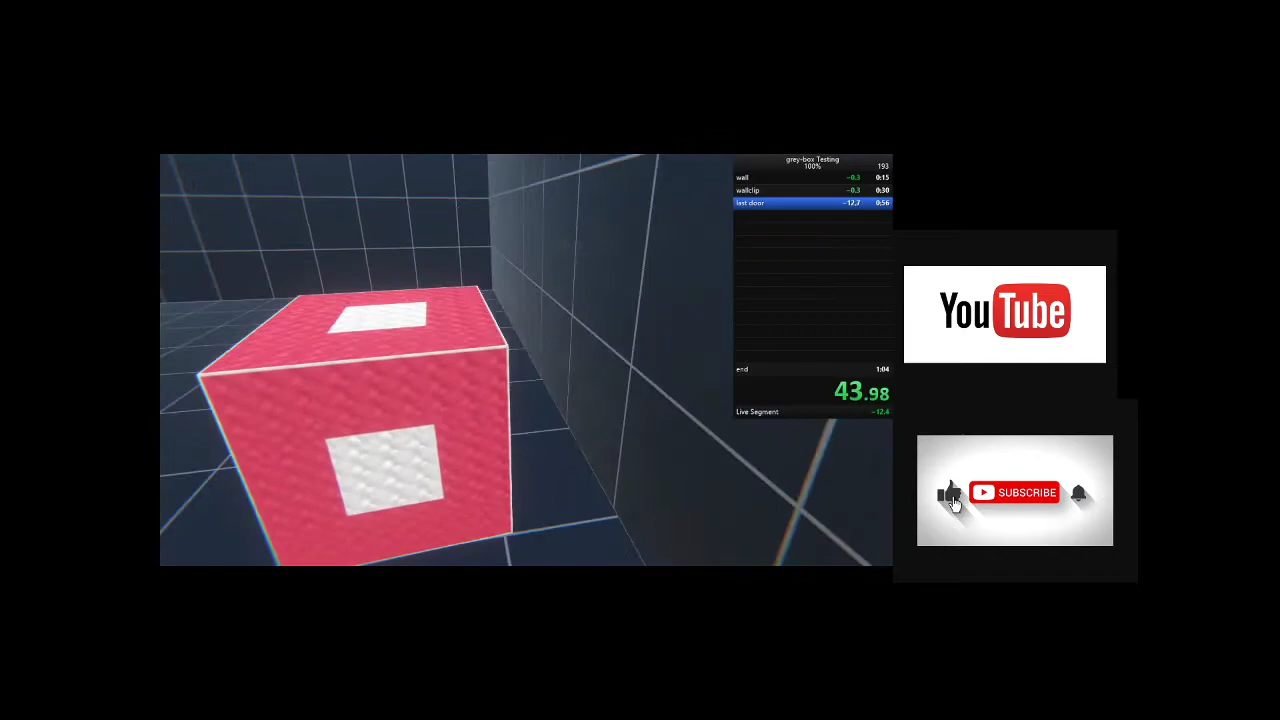 grey-box Testing
100% 193
wall -0.3 0:15
wallclip -0.3 0:30
last door -12.7 0:56
end 1:04
43.98
Live Segment -12.4
YouTube
SUBSCRIBE